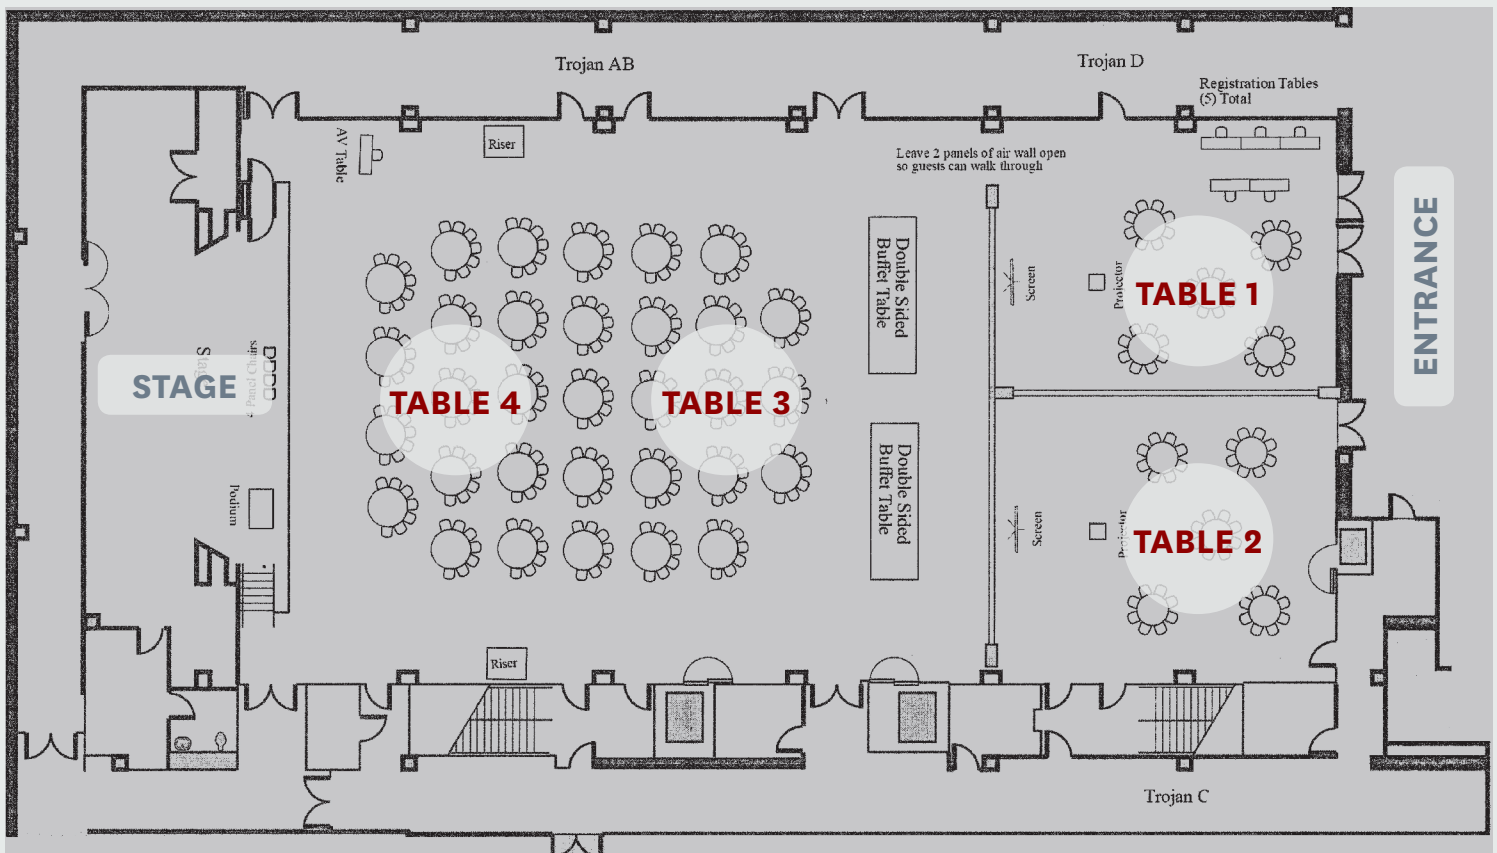 Trojan AB
Trojan D
Registration Tables
(5) Total
AV Table
Riser
Leave 2 panels of air wall open
so guests can walk through
Double Sided
Buffet Table
Screen
Projector
TABLE 1
ENTRANCE
STAGE
Panel Chairs
TABLE 4
TABLE 3
Podium
Double Sided
Buffet Table
Screen
TABLE 2
Riser
Trojan C